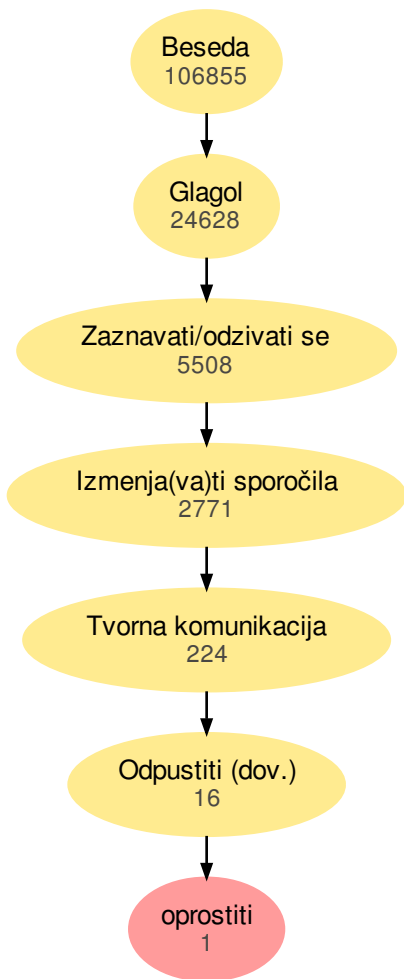 Beseda
106855
Glagol
24628
Zaznavati/odzivati se
5508
Izmenja(va)ti sporočila
2771
Tvorna komunikacija
224
Odpustiti (dov.)
16
oprostiti
1